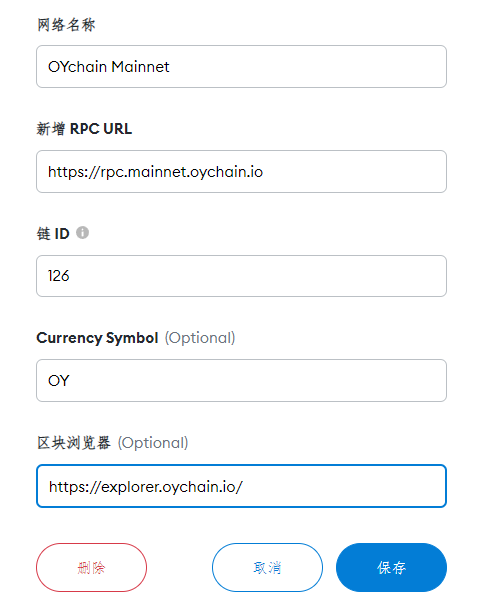 网络名称
OYchain Mainnet
新增 RPC URL
https://rpc.mainnet.oychain.io
链 ID
126
Currency Symbol (Optional)
OY
区块浏览器 (Optional)
https://explorer.oychain.io/
删除 取消 保存